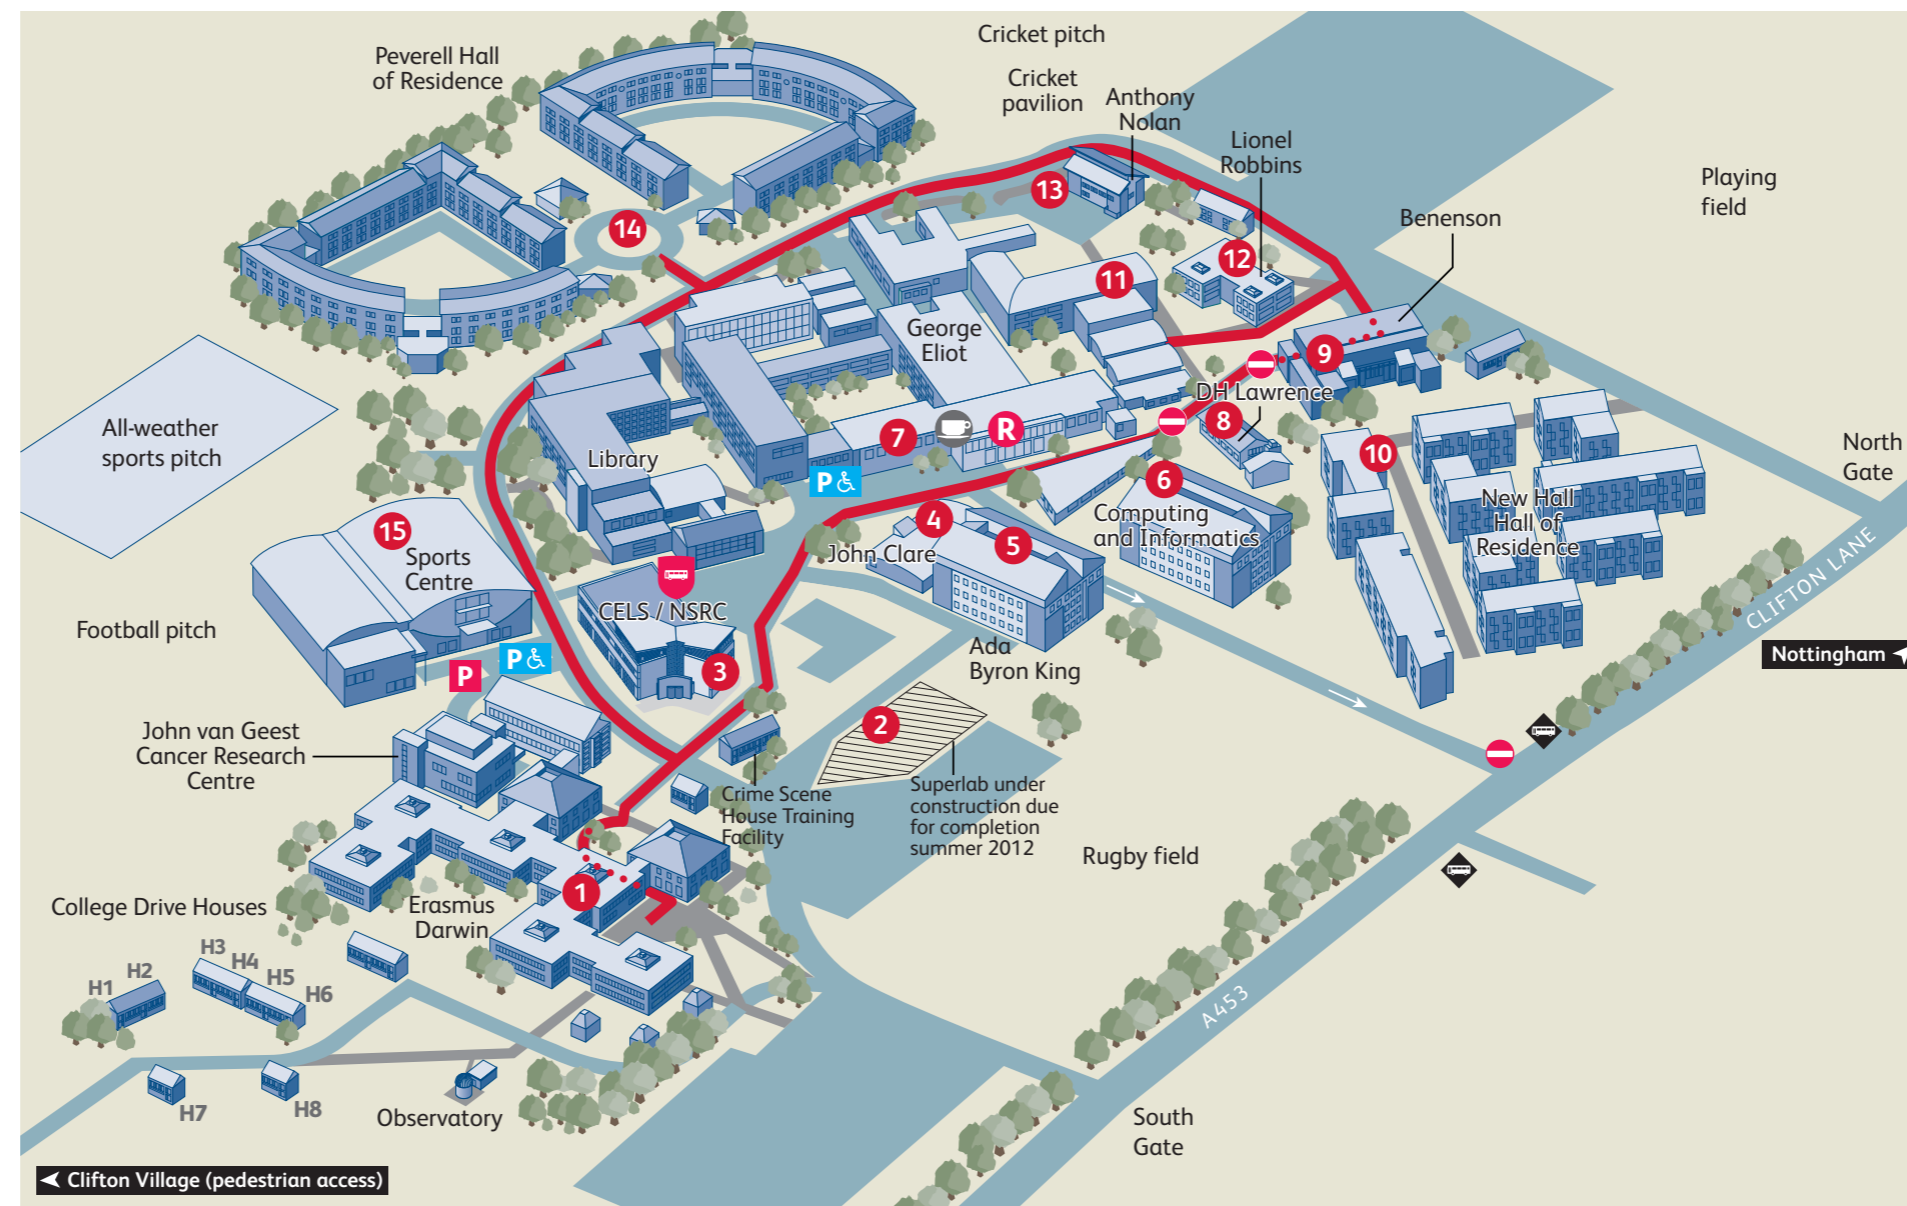 Cricket pitch
Peverell Hall
of Residence
Cricket
pavilion
Anthony
Nolan
Lionel
Robbins
Playing
field
13
Benenson
14
12
11
George
Eliot
9
DH Lawrence
8
All-weather
sports pitch
7
R
10
North
Gate
Library
P
6
New Hall
Hall of
Residence
Computing
and Informatics
4
5
15
Sports
Centre
John Clare
CLIFTON LANE
CELS / NSRC
Football pitch
Nottingham
P
P
3
Ada
Byron King
John van Geest
Cancer Research
Centre
2
Crime Scene
House Training
Facility
Superlab under
construction due
for completion
summer 2012
Rugby field
1
College Drive Houses
Erasmus
Darwin
H1
H2
H3
H4
H5
H6
A453
H7
H8
Observatory
South
Gate
Clifton Village (pedestrian access)